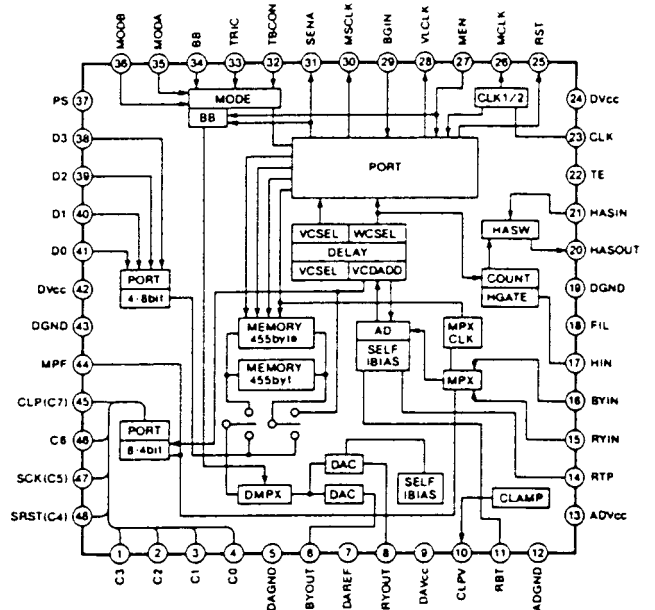 MODB MODA BB TRIC TBCON SENA MSCLK BGIN VLCLK MEN MCLK RST
36 35 34 33 32 31 30 29 28 27 26 25
PS 37
MODE
BB
CLK1/2
24 DVcc
D3 38
23 CLK
D2 39
PORT
22 TE
D1 40
21 HASIN
HASW
D0 41
VCSEL WCSEL
20 HASOUT
DELAY
PORT
4·8bit
VCSEL VCDADD
COUNT
HGATE
DVcc 42
19 DGND
DGND 43
MEMORY
455byte
AD
SELF
IBIAS
MPX
CLK
18 FIL
MPF 44
17 HIN
MEMORY
455byt
MPX
CLP(C7) 45
16 BYIN
PORT
8·4bit
C6 46
15 RYIN
DAC
SCK(C5) 47
DMPX
DAC
SELF
IBIAS
14 RTP
CLAMP
SRST(C4) 48
13 ADVcc
1 2 3 4 5 6 7 8 9 10 11 12
C3 C2 C1 C0 DAGND BYOUT DAREF RYOUT DAVcc CLPV RBT ADGND